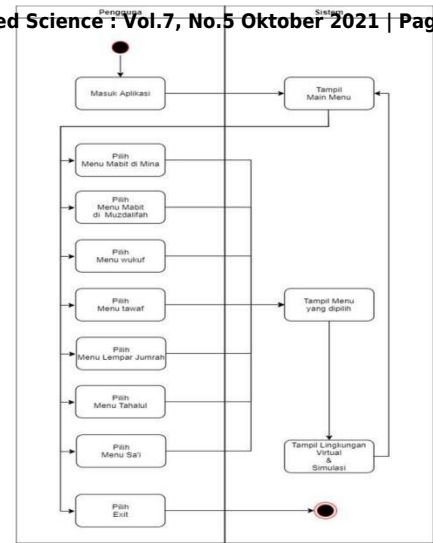 ed Science : Vol.7, No.5 Oktober 2021 | Pag
Pengguna
Sistem
Masuk Aplikasi
Tampil
Main Menu
Pilih
Menu Mabit di Mina
Pilih
Menu Mabit
di Muzdalifah
Pilih
Menu wukuf
Pilih
Menu tawaf
Tampil Menu
yang dipilih
Pilih
Menu Lempar Jumrah
Pilih
Menu Tahalul
Pilih
Menu Sa'i
Tampil Lingkungan
Virtual
&
Simulasi
Pilih
Exit